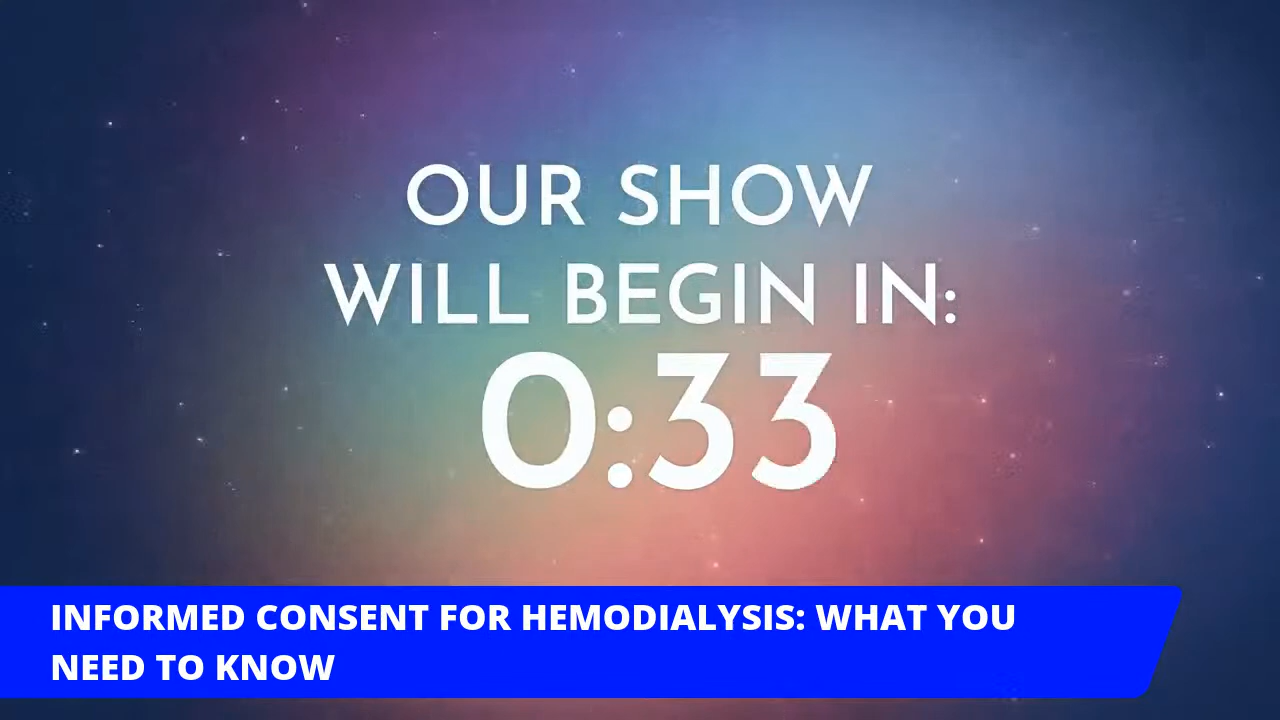 OUR SHOW
WILL BEGIN IN:
0:33
INFORMED CONSENT FOR HEMODIALYSIS: WHAT YOU
NEED TO KNOW